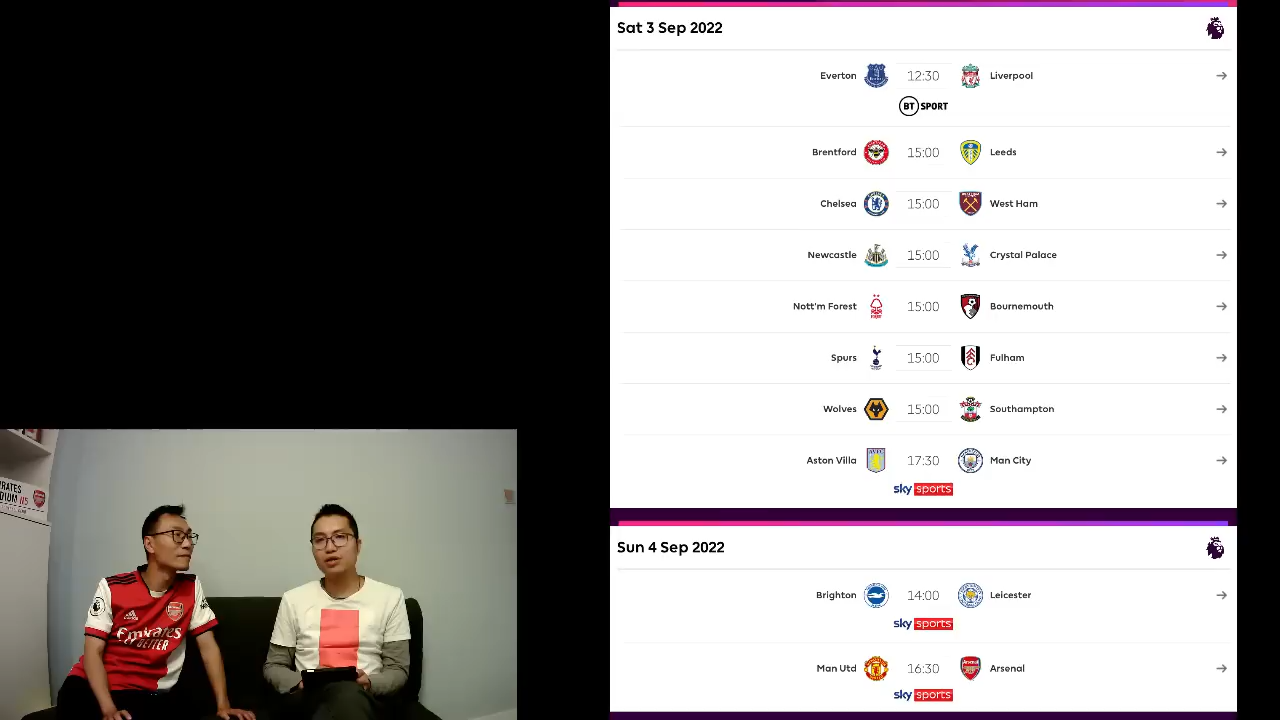 Sat 3 Sep 2022
Everton 12:30 Liverpool
BT SPORT
Brentford 15:00 Leeds
Chelsea 15:00 West Ham
Newcastle 15:00 Crystal Palace
Nott'm Forest 15:00 Bournemouth
Spurs 15:00 Fulham
Wolves 15:00 Southampton
Aston Villa 17:30 Man City
sky sports
Sun 4 Sep 2022
Brighton 14:00 Leicester
sky sports
Man Utd 16:30 Arsenal
sky sports
Emirates